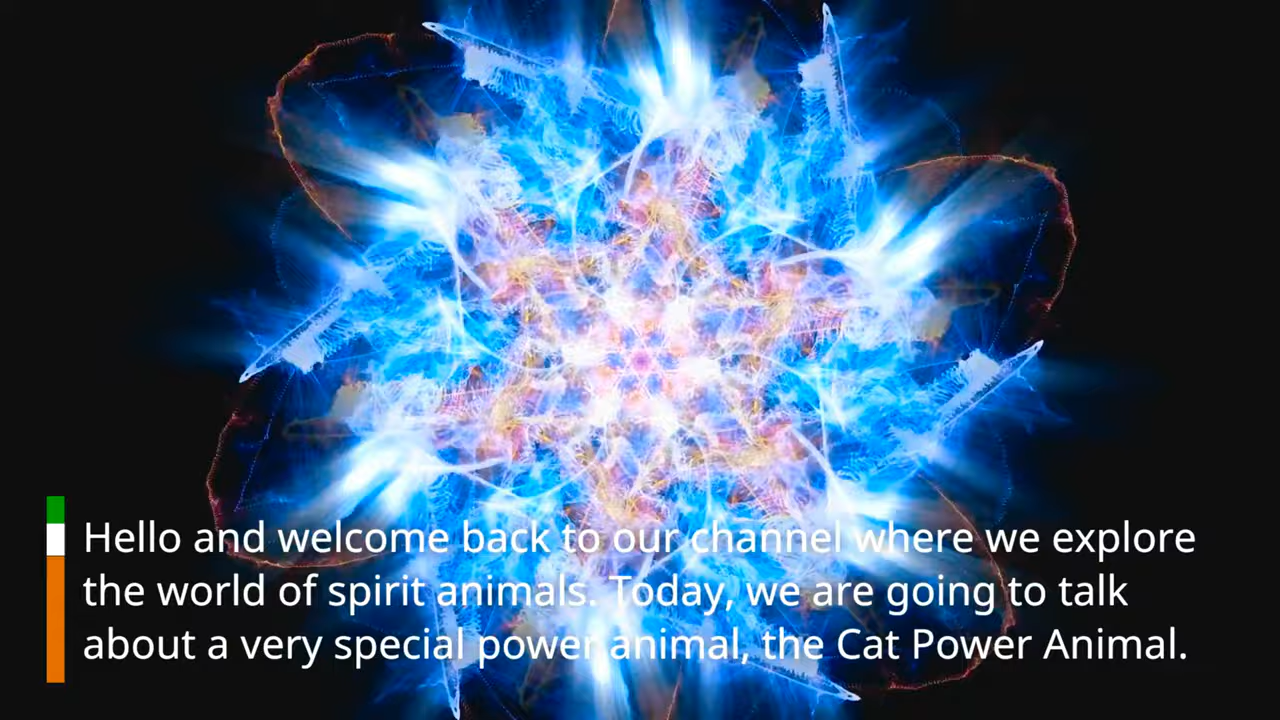 Hello and welcome back to our channel where we explore
the world of spirit animals. Today, we are going to talk
about a very special power animal, the Cat Power Animal.